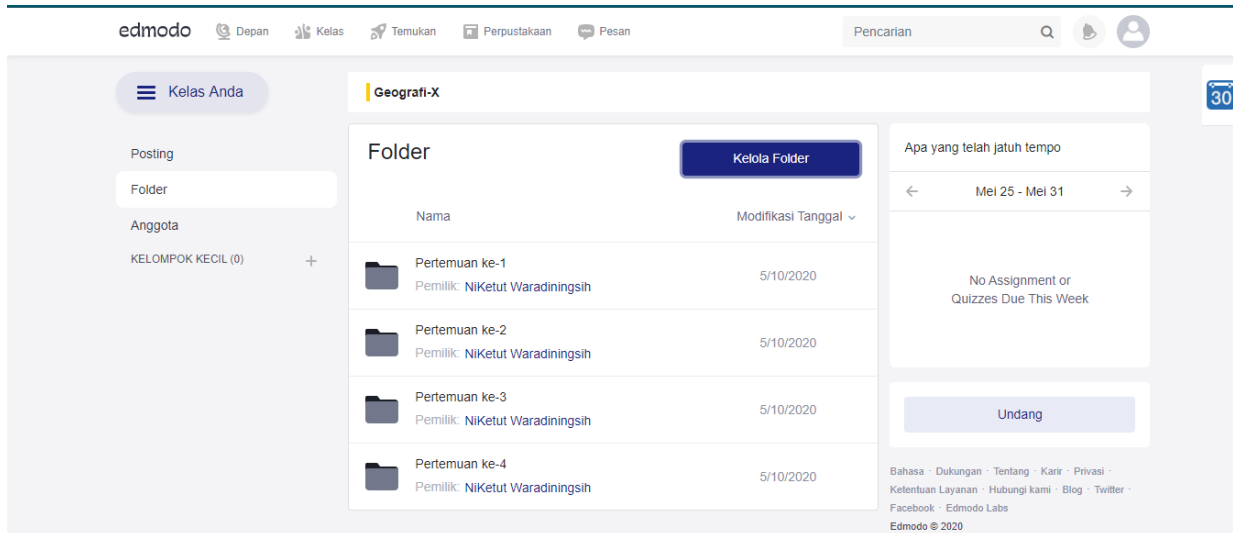 edmodo Depan Kelas Temukan Perpustakaan Pesan Pencarian
Kelas Anda
Geografi-X
30
Posting
Folder
Anggota
KELOMPOK KECIL (0) +
Folder Kelola Folder
Nama Modifikasi Tanggal
Pertemuan ke-1
Pemilik: NiKetut Waradiningsih
5/10/2020
Pertemuan ke-2
Pemilik: NiKetut Waradiningsih
5/10/2020
Pertemuan ke-3
Pemilik: NiKetut Waradiningsih
5/10/2020
Pertemuan ke-4
Pemilik: NiKetut Waradiningsih
5/10/2020
Apa yang telah jatuh tempo
← Mei 25 - Mei 31 →
No Assignment or
Quizzes Due This Week
Undang
Bahasa · Dukungan · Tentang · Karir · Privasi ·
Ketentuan Layanan · Hubungi kami · Blog · Twitter ·
Facebook · Edmodo Labs
Edmodo © 2020